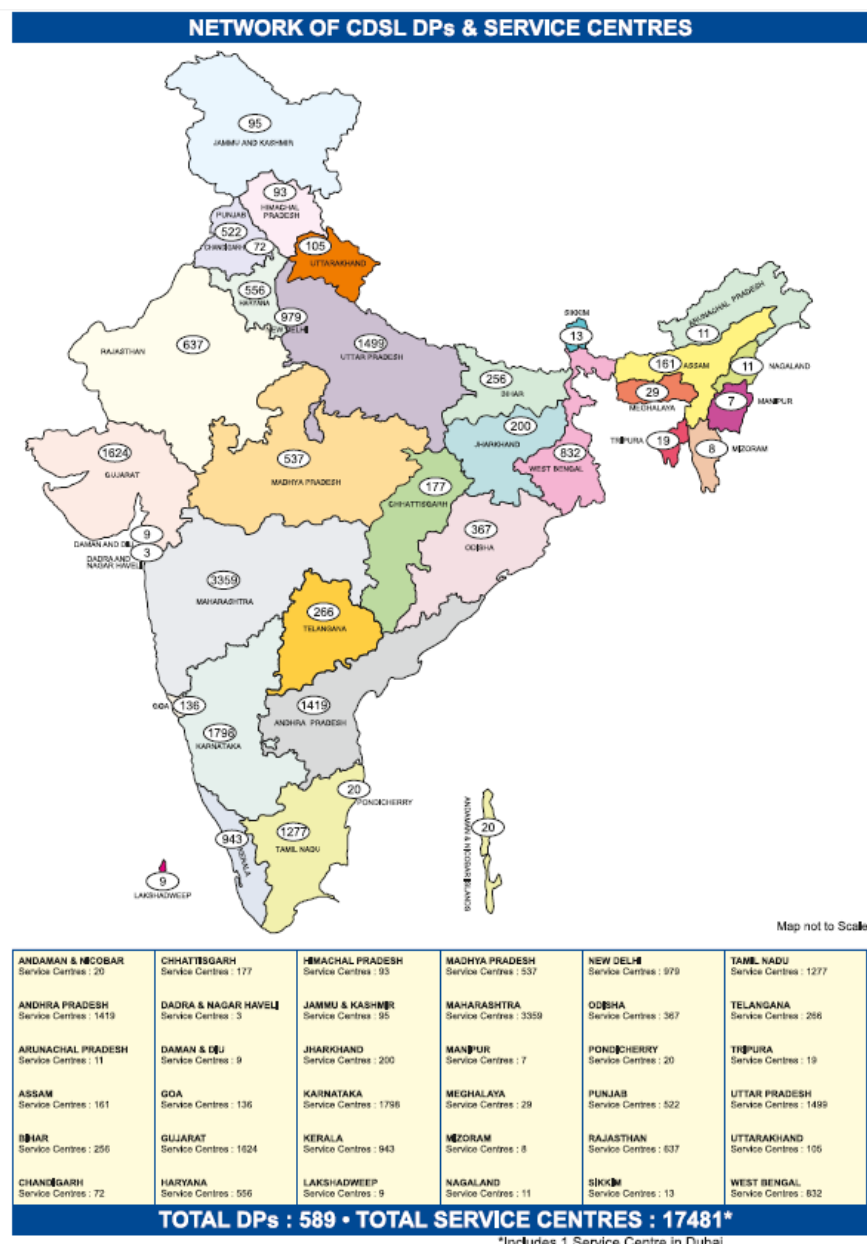 NETWORK OF CDSL DPs & SERVICE CENTRES
95
JAMMU AND KASHMIR
93
HIMACHAL
PRADESH
PUNJAB
522
CHANDIGARH
72
105
UTTARAKHAND
556
HARYANA
979
NEW DELHI
637
RAJASTHAN
1499
UTTAR PRADESH
SIKKIM
13
ARUNACHAL PRADESH
11
161
ASSAM
11
NAGALAND
29
MEGHALAYA
7
MANIPUR
TRIPURA
19
8
MIZORAM
256
BIHAR
200
JHARKHAND
832
WEST BENGAL
1624
GUJARAT
537
MADHYA PRADESH
177
CHHATTISGARH
367
ODISHA
9
DAMAN AND DIU
3
DADRA AND
NAGAR HAVELI
3359
MAHARASHTRA
266
TELANGANA
GOA
136
1796
KARNATAKA
1419
ANDHRA PRADESH
20
PONDICHERRY
943
KERALA
1277
TAMIL NADU
9
LAKSHADWEEP
20
ANDAMAN & NICOBAR ISLANDS
Map not to Scale
ANDAMAN & NICOBAR
Service Centres : 20
ANDHRA PRADESH
Service Centres : 1419
ARUNACHAL PRADESH
Service Centres : 11
ASSAM
Service Centres : 161
BIHAR
Service Centres : 256
CHANDIGARH
Service Centres : 72
CHHATTISGARH
Service Centres : 177
DADRA & NAGAR HAVELI
Service Centres : 3
DAMAN & DIU
Service Centres : 9
GOA
Service Centres : 136
GUJARAT
Service Centres : 1624
HARYANA
Service Centres : 556
HIMACHAL PRADESH
Service Centres : 93
JAMMU & KASHMIR
Service Centres : 95
JHARKHAND
Service Centres : 200
KARNATAKA
Service Centres : 1796
KERALA
Service Centres : 943
LAKSHADWEEP
Service Centres : 9
MADHYA PRADESH
Service Centres : 537
MAHARASHTRA
Service Centres : 3359
MANIPUR
Service Centres : 7
MEGHALAYA
Service Centres : 29
MIZORAM
Service Centres : 8
NAGALAND
Service Centres : 11
NEW DELHI
Service Centres : 979
ODISHA
Service Centres : 367
PONDICHERRY
Service Centres : 20
PUNJAB
Service Centres : 522
RAJASTHAN
Service Centres : 637
SIKKIM
Service Centres : 13
TAMIL NADU
Service Centres : 1277
TELANGANA
Service Centres : 266
TRIPURA
Service Centres : 19
UTTAR PRADESH
Service Centres : 1499
UTTARAKHAND
Service Centres : 105
WEST BENGAL
Service Centres : 832
TOTAL DPs : 589 • TOTAL SERVICE CENTRES : 17481*
*Includes 1 Service Centre in Dubai